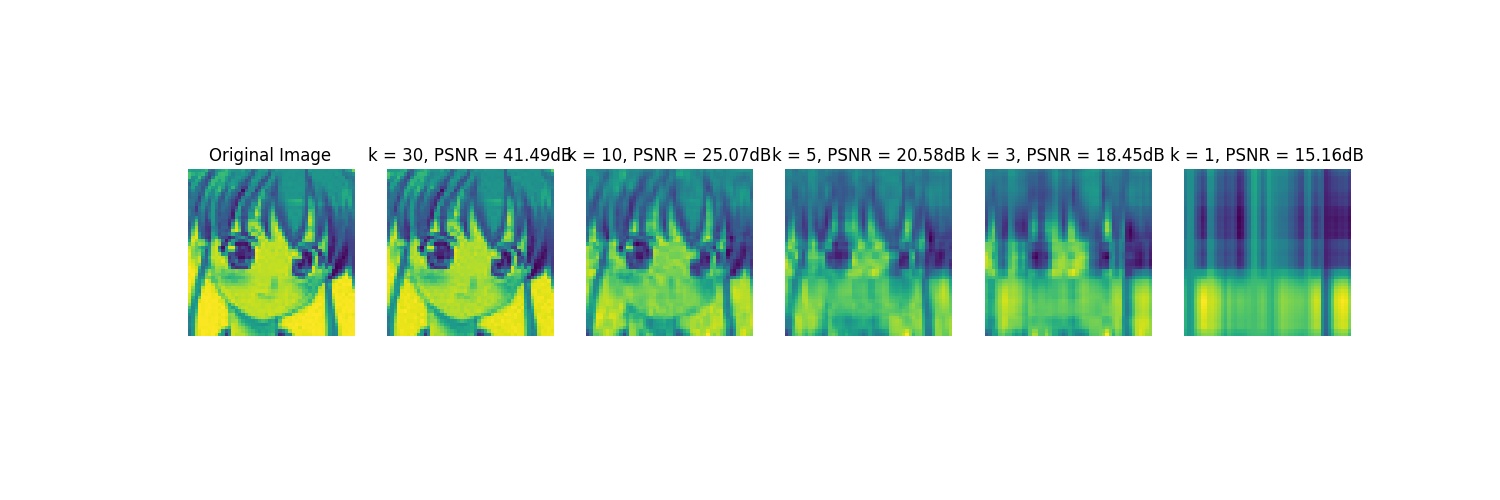 Original Image
k = 30, PSNR = 41.49dB
k = 10, PSNR = 25.07dB
k = 5, PSNR = 20.58dB
k = 3, PSNR = 18.45dB
k = 1, PSNR = 15.16dB